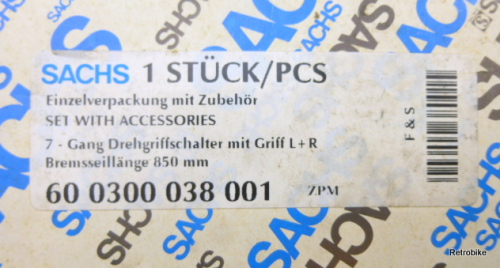 SACHS 1 STÜCK/PCS
Einzelverpackung mit Zubehör
SET WITH ACCESSORIES
7 - Gang Drehgriffschalter mit Griff L+R
Bremsseillänge 850 mm
60 0300 038 001 ZPM
F & S
Retrobike